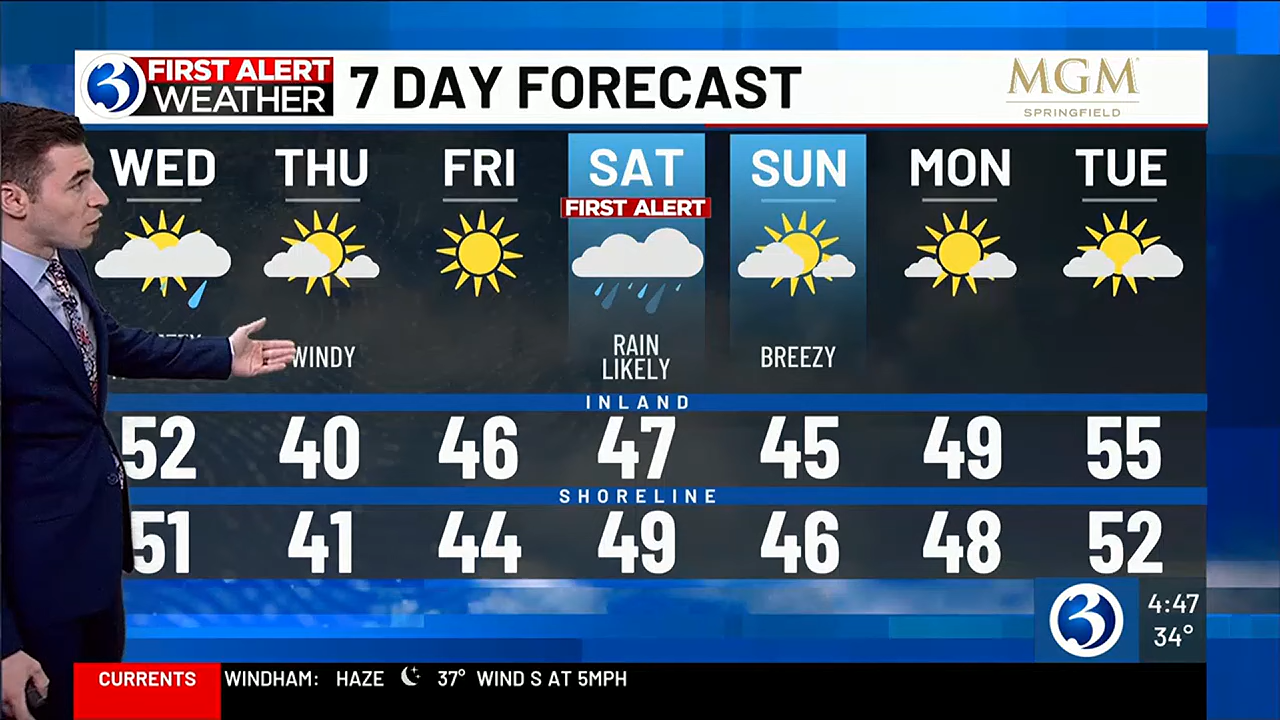 3 FIRST ALERT
WEATHER
7 DAY FORECAST
MGM
SPRINGFIELD
WED THU FRI SAT SUN MON TUE
FIRST ALERT
WINDY RAIN LIKELY BREEZY
INLAND
52 40 46 47 45 49 55
SHORELINE
51 41 44 49 46 48 52
3 4:47
34°
CURRENTS WINDHAM: HAZE 37° WIND S AT 5MPH